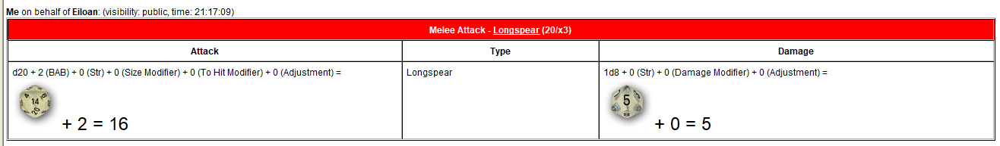 Me on behalf of Eiloan: (visibility: public, time: 21:17:09)
Melee Attack - Longspear (20/x3)
Attack Type Damage
d20 + 2 (BAB) + 0 (Str) + 0 (Size Modifier) + 0 (To Hit Modifier) + 0 (Adjustment) =
14
20
+ 2 = 16
Longspear
1d8 + 0 (Str) + 0 (Damage Modifier) + 0 (Adjustment) =
5
8
+ 0 = 5